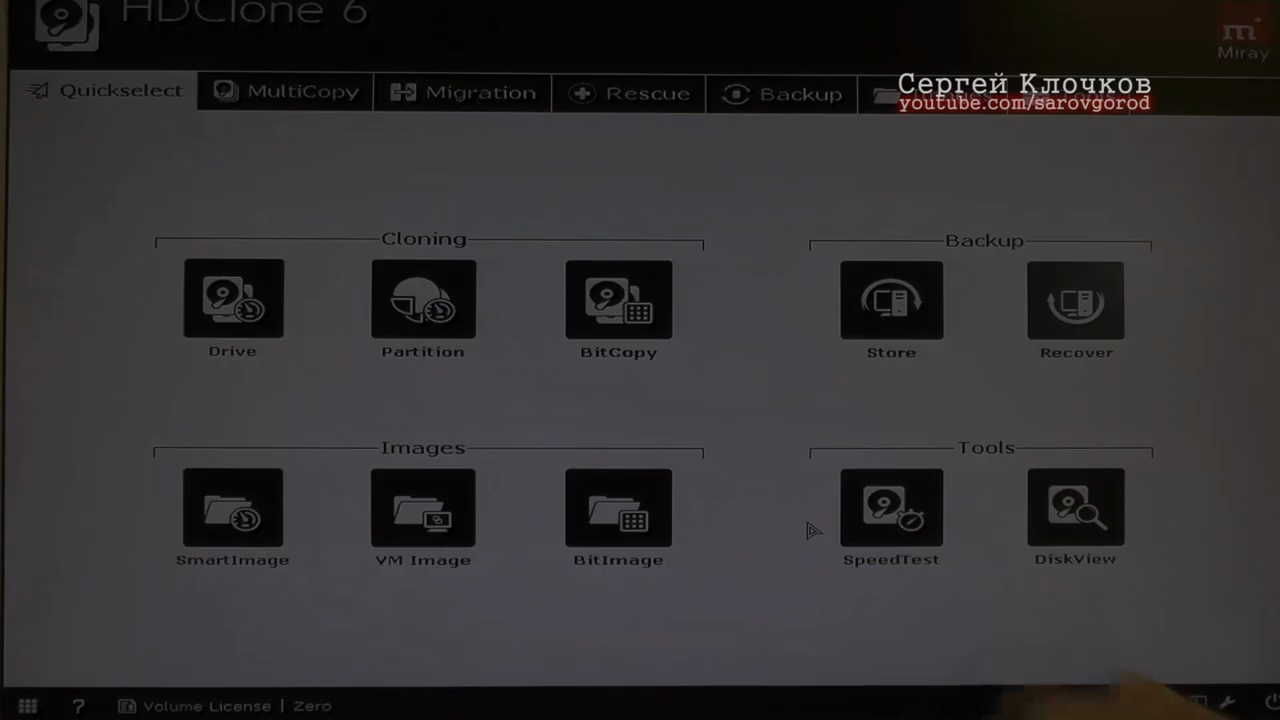 HDClone 6
Miray
Quickselect
MultiCopy
Migration
Rescue
Backup
Сергей Клочков
youtube.com/sarovgorod
Cloning
Backup
Drive
Partition
BitCopy
Store
Recover
Images
Tools
SmartImage
VM Image
BitImage
SpeedTest
DiskView
? Volume License | Zero